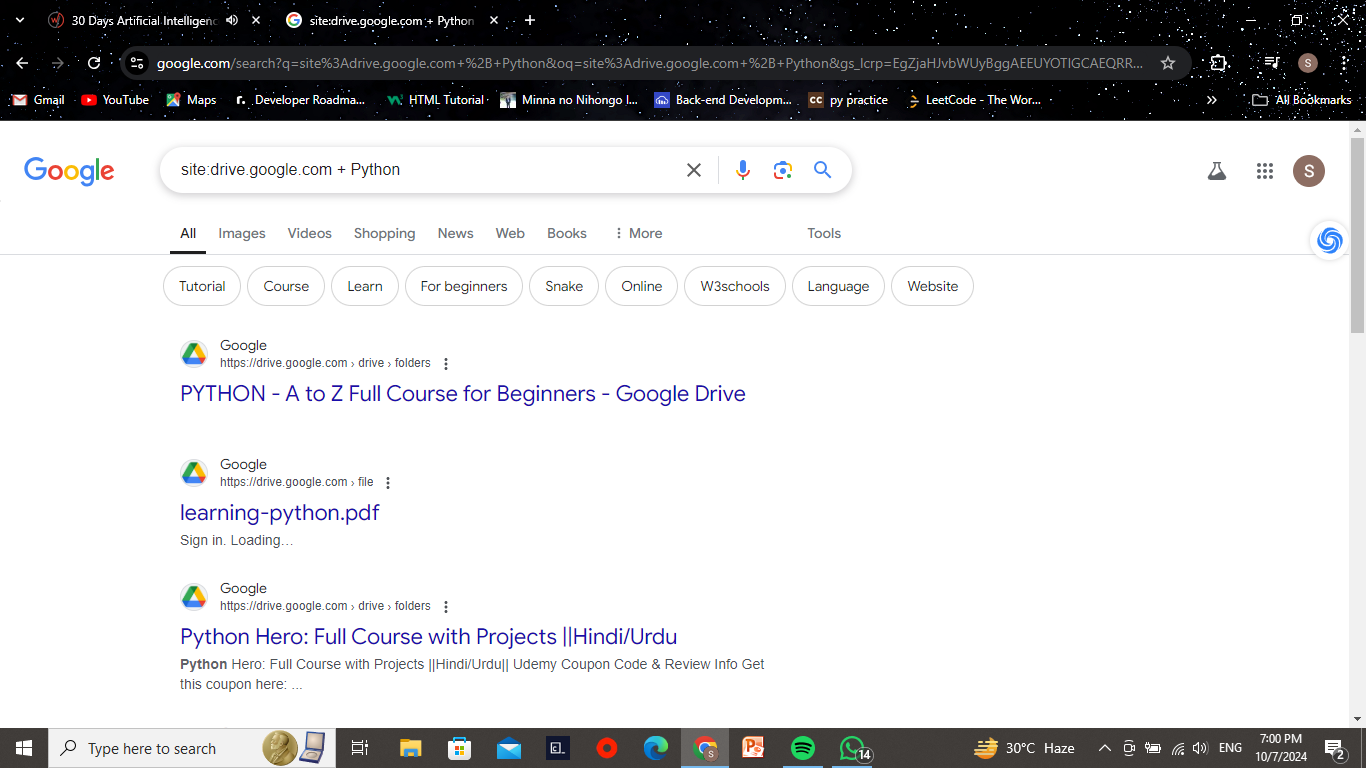 30 Days Artificial Intelligenc
site:drive.google.com + Python
google.com/search?q=site%3Adrive.google.com+%2B+Python&oq=site%3Adrive.google.com+%2B+Python&gs_lcrp=EgZjaHJvbWUyBggAEEUYOTIGCAEQRR...
Gmail YouTube Maps Developer Roadma... HTML Tutorial Minna no Nihongo I... Back-end Developm... py practice LeetCode - The Wor... All Bookmarks
Google
site:drive.google.com + Python
S
All Images Videos Shopping News Web Books More Tools
Tutorial Course Learn For beginners Snake Online W3schools Language Website
Google
https://drive.google.com › drive › folders
PYTHON - A to Z Full Course for Beginners - Google Drive
Google
https://drive.google.com › file
learning-python.pdf
Sign in. Loading…
Google
https://drive.google.com › drive › folders
Python Hero: Full Course with Projects ||Hindi/Urdu
Python Hero: Full Course with Projects ||Hindi/Urdu|| Udemy Coupon Code & Review Info Get
this coupon here: ...
Type here to search
14
30°C Haze
ENG
7:00 PM
10/7/2024
2